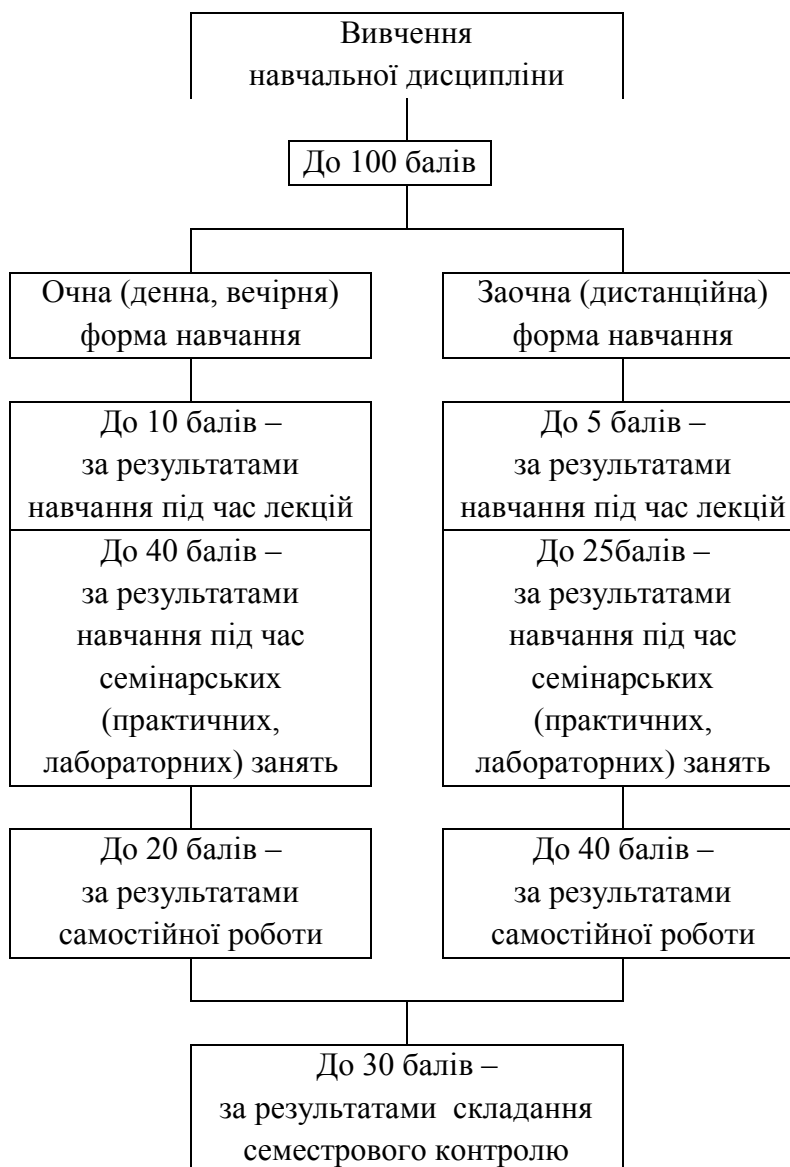 Вивчення
навчальної дисципліни
До 100 балів
Очна (денна, вечірня)
форма навчання
Заочна (дистанційна)
форма навчання
До 10 балів –
за результатами
навчання під час лекцій
До 5 балів –
за результатами
навчання під час лекцій
До 40 балів –
за результатами
навчання під час
семінарських
(практичних,
лабораторних) занять
До 25балів –
за результатами
навчання під час
семінарських
(практичних,
лабораторних) занять
До 20 балів –
за результатами
самостійної роботи
До 40 балів –
за результатами
самостійної роботи
До 30 балів –
за результатами складання
семестрового контролю